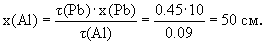 x(Al) = τ(Pb)·x(Pb) / τ(Al) = 0.45·10 / 0.09 = 50 см.